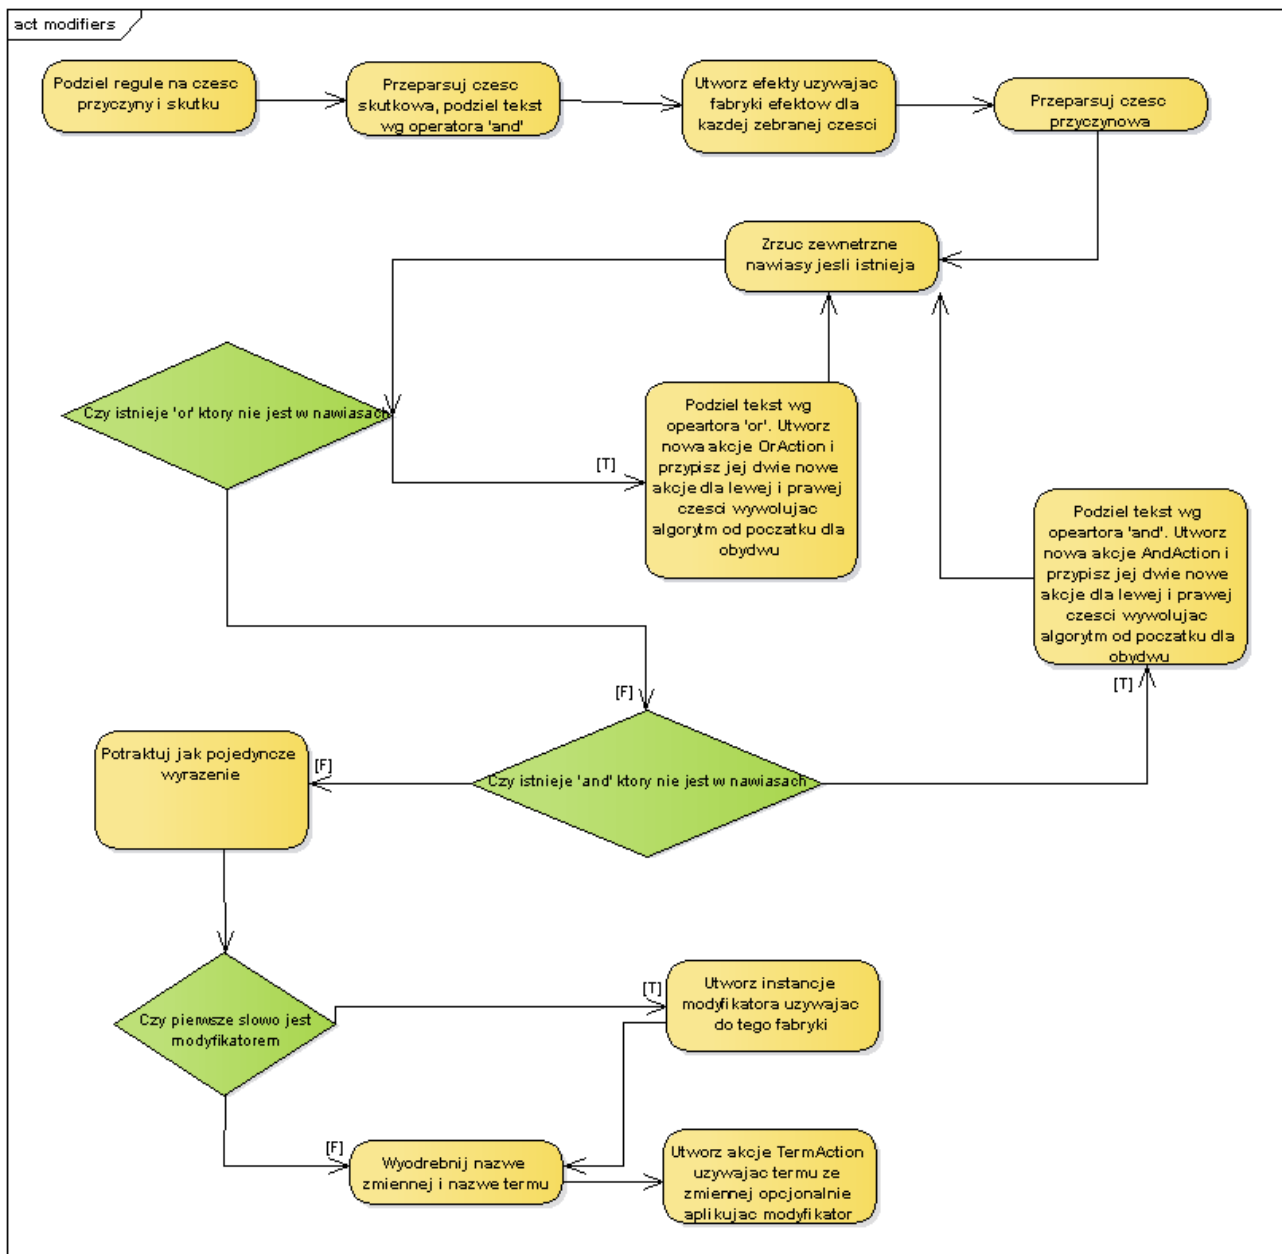 act modifiers
Podziel regule na czesc
przyczyny i skutku
Przeparsuj czesc
skutkowa, podziel tekst
wg operatora 'and'
Utworz efekty uzywajac
fabryki efektow dla
kazdej zebranej czesci
Przeparsuj czesc
przyczynowa
Zrzuc zewnetrzne
nawiasy jesli istnieja
Czy istnieje 'or' ktory nie jest w nawiasach
[T]
Podziel tekst wg
opeartora 'or'. Utworz
nowa akcje OrAction i
przypisz jej dwie nowe
akcje dla lewej i prawej
czesci wywolujac
algorytm od poczatku dla
obydwu
Podziel tekst wg
opeartora 'and'. Utworz
nowa akcje AndAction i
przypisz jej dwie nowe
akcje dla lewej i prawej
czesci wywolujac
algorytm od poczatku dla
obydwu
[T]
[F]
Czy istnieje 'and' ktory nie jest w nawiasach
[F]
Potraktuj jak pojedyncze
wyrazenie
Czy pierwsze slowo jest
modyfikatorem
[T]
Utworz instancje
modyfikatora uzywajac
do tego fabryki
[F]
Wyodrebnij nazwe
zmiennej i nazwe termu
Utworz akcje TermAction
uzywajac termu ze
zmiennej opcjonalnie
aplikujac modyfikator